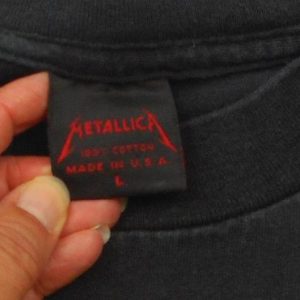 METALLICA
100% COTTON
MADE IN U.S.A.
L